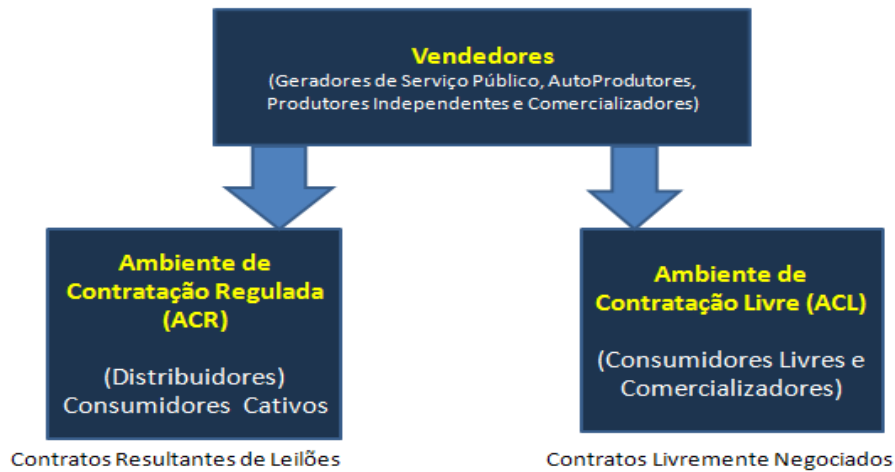 Vendedores
(Geradores de Serviço Público, AutoProdutores,
Produtores Independentes e Comercializadores)
Ambiente de
Contratação Regulada
(ACR)
(Distribuidores)
Consumidores Cativos
Contratos Resultantes de Leilões
Ambiente de
Contratação Livre (ACL)
(Consumidores Livres e
Comercializadores)
Contratos Livremente Negociados